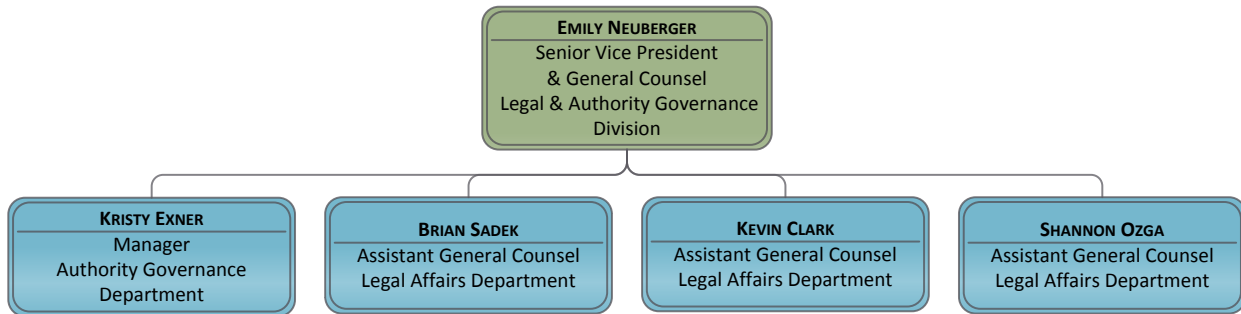 EMILY NEUBERGER
Senior Vice President
& General Counsel
Legal & Authority Governance
Division
KRISTY EXNER
Manager
Authority Governance
Department
BRIAN SADEK
Assistant General Counsel
Legal Affairs Department
KEVIN CLARK
Assistant General Counsel
Legal Affairs Department
SHANNON OZGA
Assistant General Counsel
Legal Affairs Department